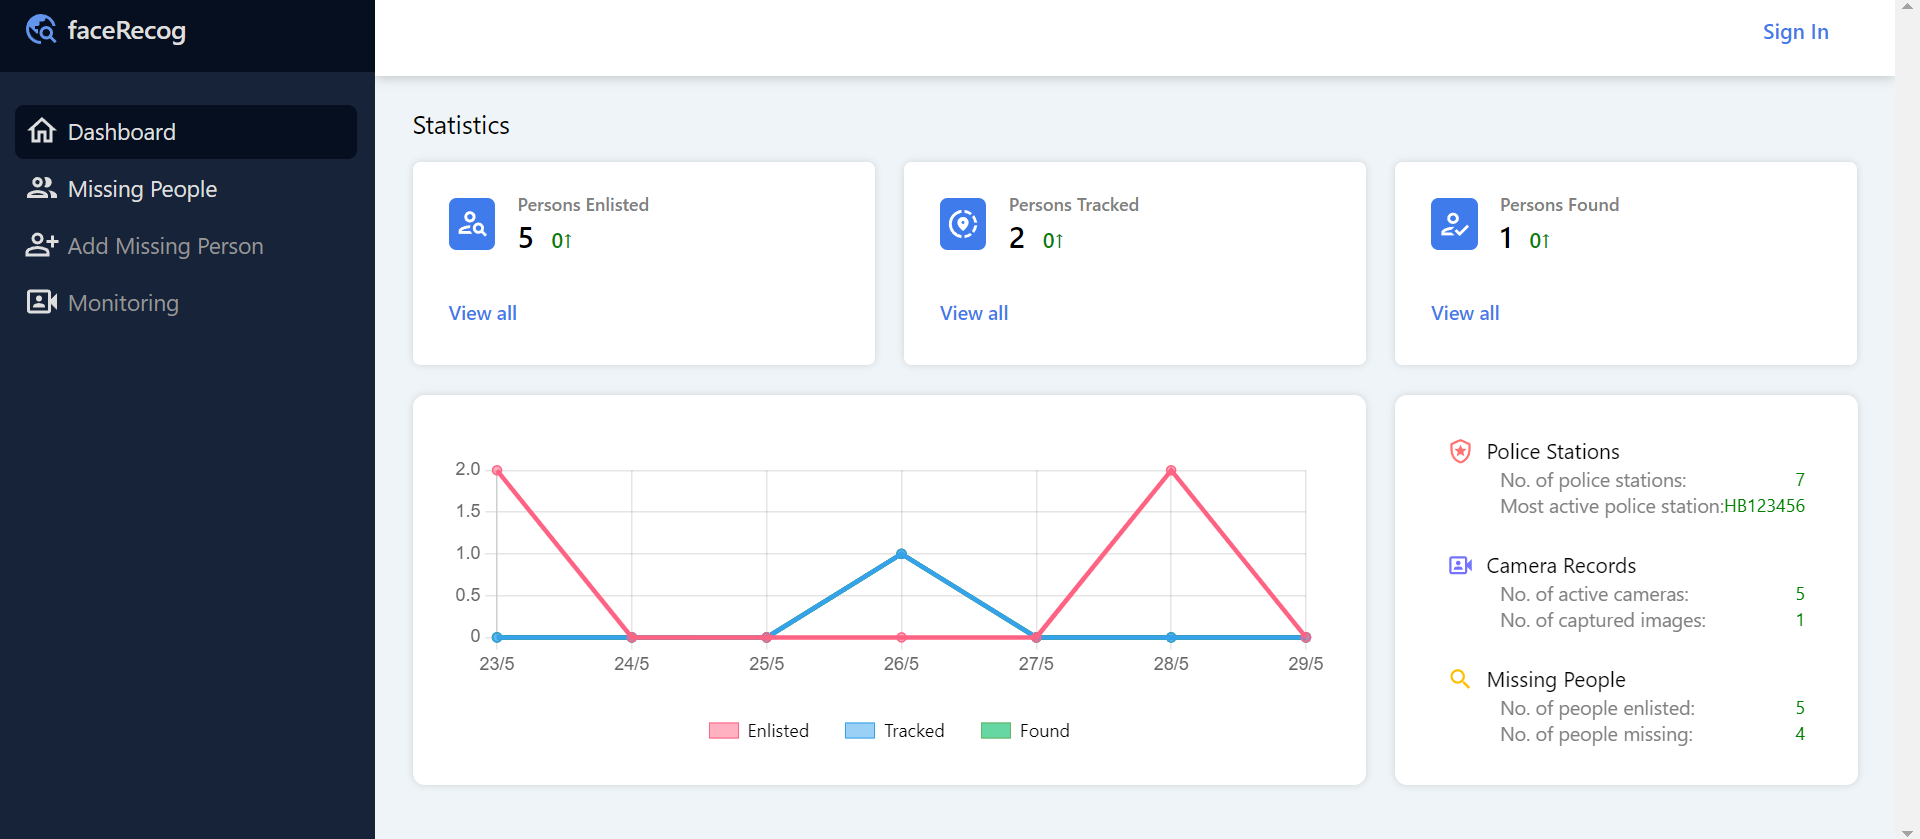 faceRecog
Sign In
Dashboard
Missing People
Add Missing Person
Monitoring
Statistics
Persons Enlisted
5 0↑
View all
Persons Tracked
2 0↑
View all
Persons Found
1 0↑
View all
2.0
1.5
1.0
0.5
0
23/5 24/5 25/5 26/5 27/5 28/5 29/5
Enlisted Tracked Found
Police Stations
No. of police stations: 7
Most active police station:HB123456
Camera Records
No. of active cameras: 5
No. of captured images: 1
Missing People
No. of people enlisted: 5
No. of people missing: 4